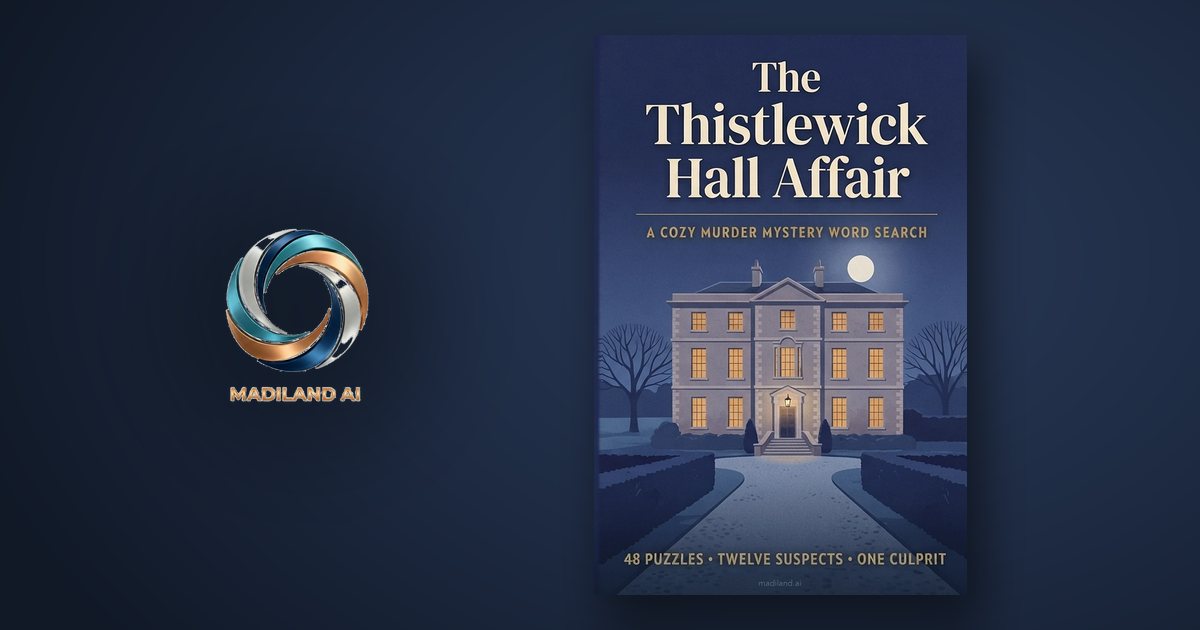 MADILAND AI
The
Thistlewick
Hall Affair
A COZY MURDER MYSTERY WORD SEARCH
48 PUZZLES • TWELVE SUSPECTS • ONE CULPRIT
madiland.ai